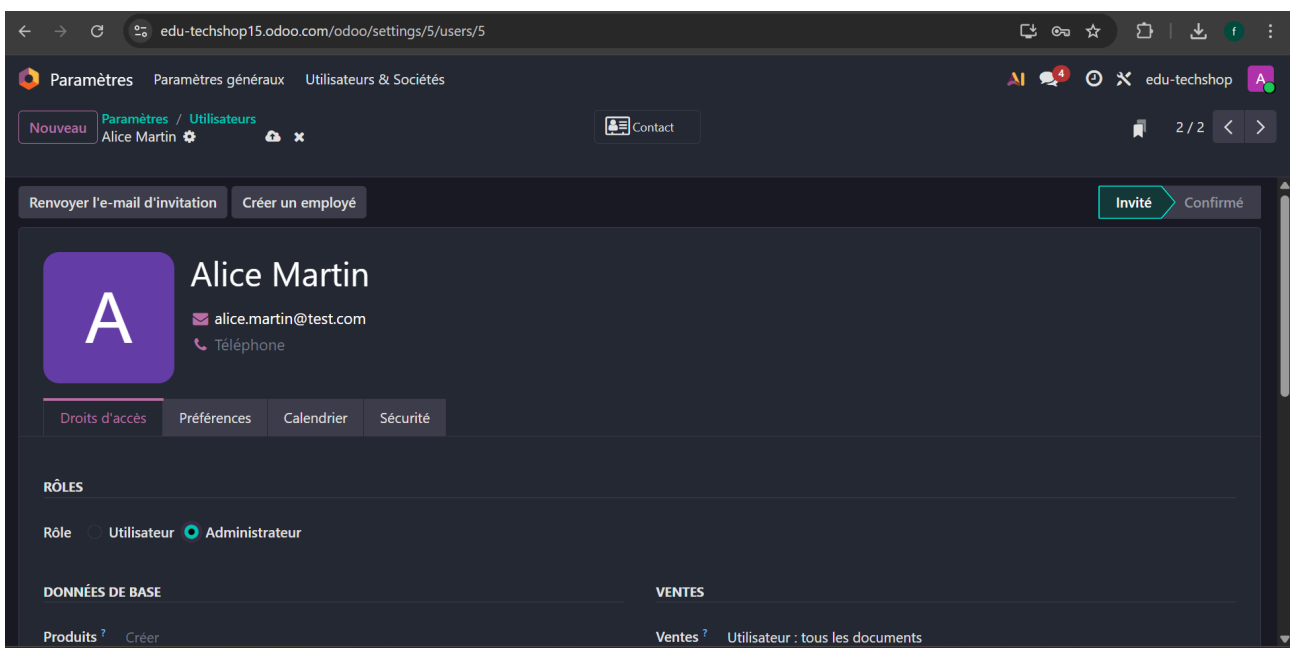 edu-techshop15.odoo.com/odoo/settings/5/users/5
f
Paramètres Paramètres généraux Utilisateurs & Sociétés
AI 4 edu-techshop A
Nouveau
Paramètres / Utilisateurs
Alice Martin
Contact
2 / 2
Renvoyer l'e-mail d'invitation Créer un employé
Invité Confirmé
A
Alice Martin
alice.martin@test.com
Téléphone
Droits d'accès Préférences Calendrier Sécurité
RÔLES
Rôle Utilisateur Administrateur
DONNÉES DE BASE VENTES
Produits ? Créer Ventes ? Utilisateur : tous les documents